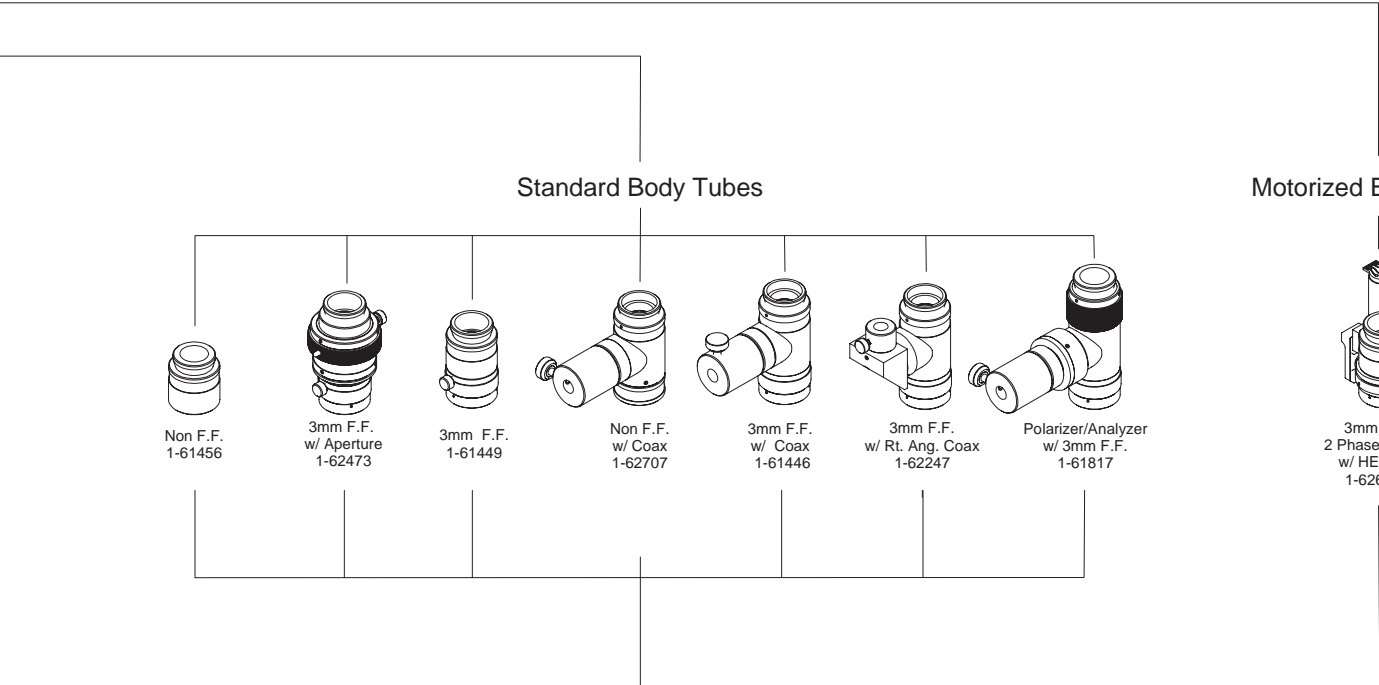 Standard Body Tubes
Motorized
Non F.F.
1-61456
3mm F.F.
w/ Aperture
1-62473
3mm F.F.
1-61449
Non F.F.
w/ Coax
1-62707
3mm F.F.
w/ Coax
1-61446
3mm F.F.
w/ Rt. Ang. Coax
1-62247
Polarizer/Analyzer
w/ 3mm F.F.
1-61817
3mm
2 Phase
w/ HE
1-626